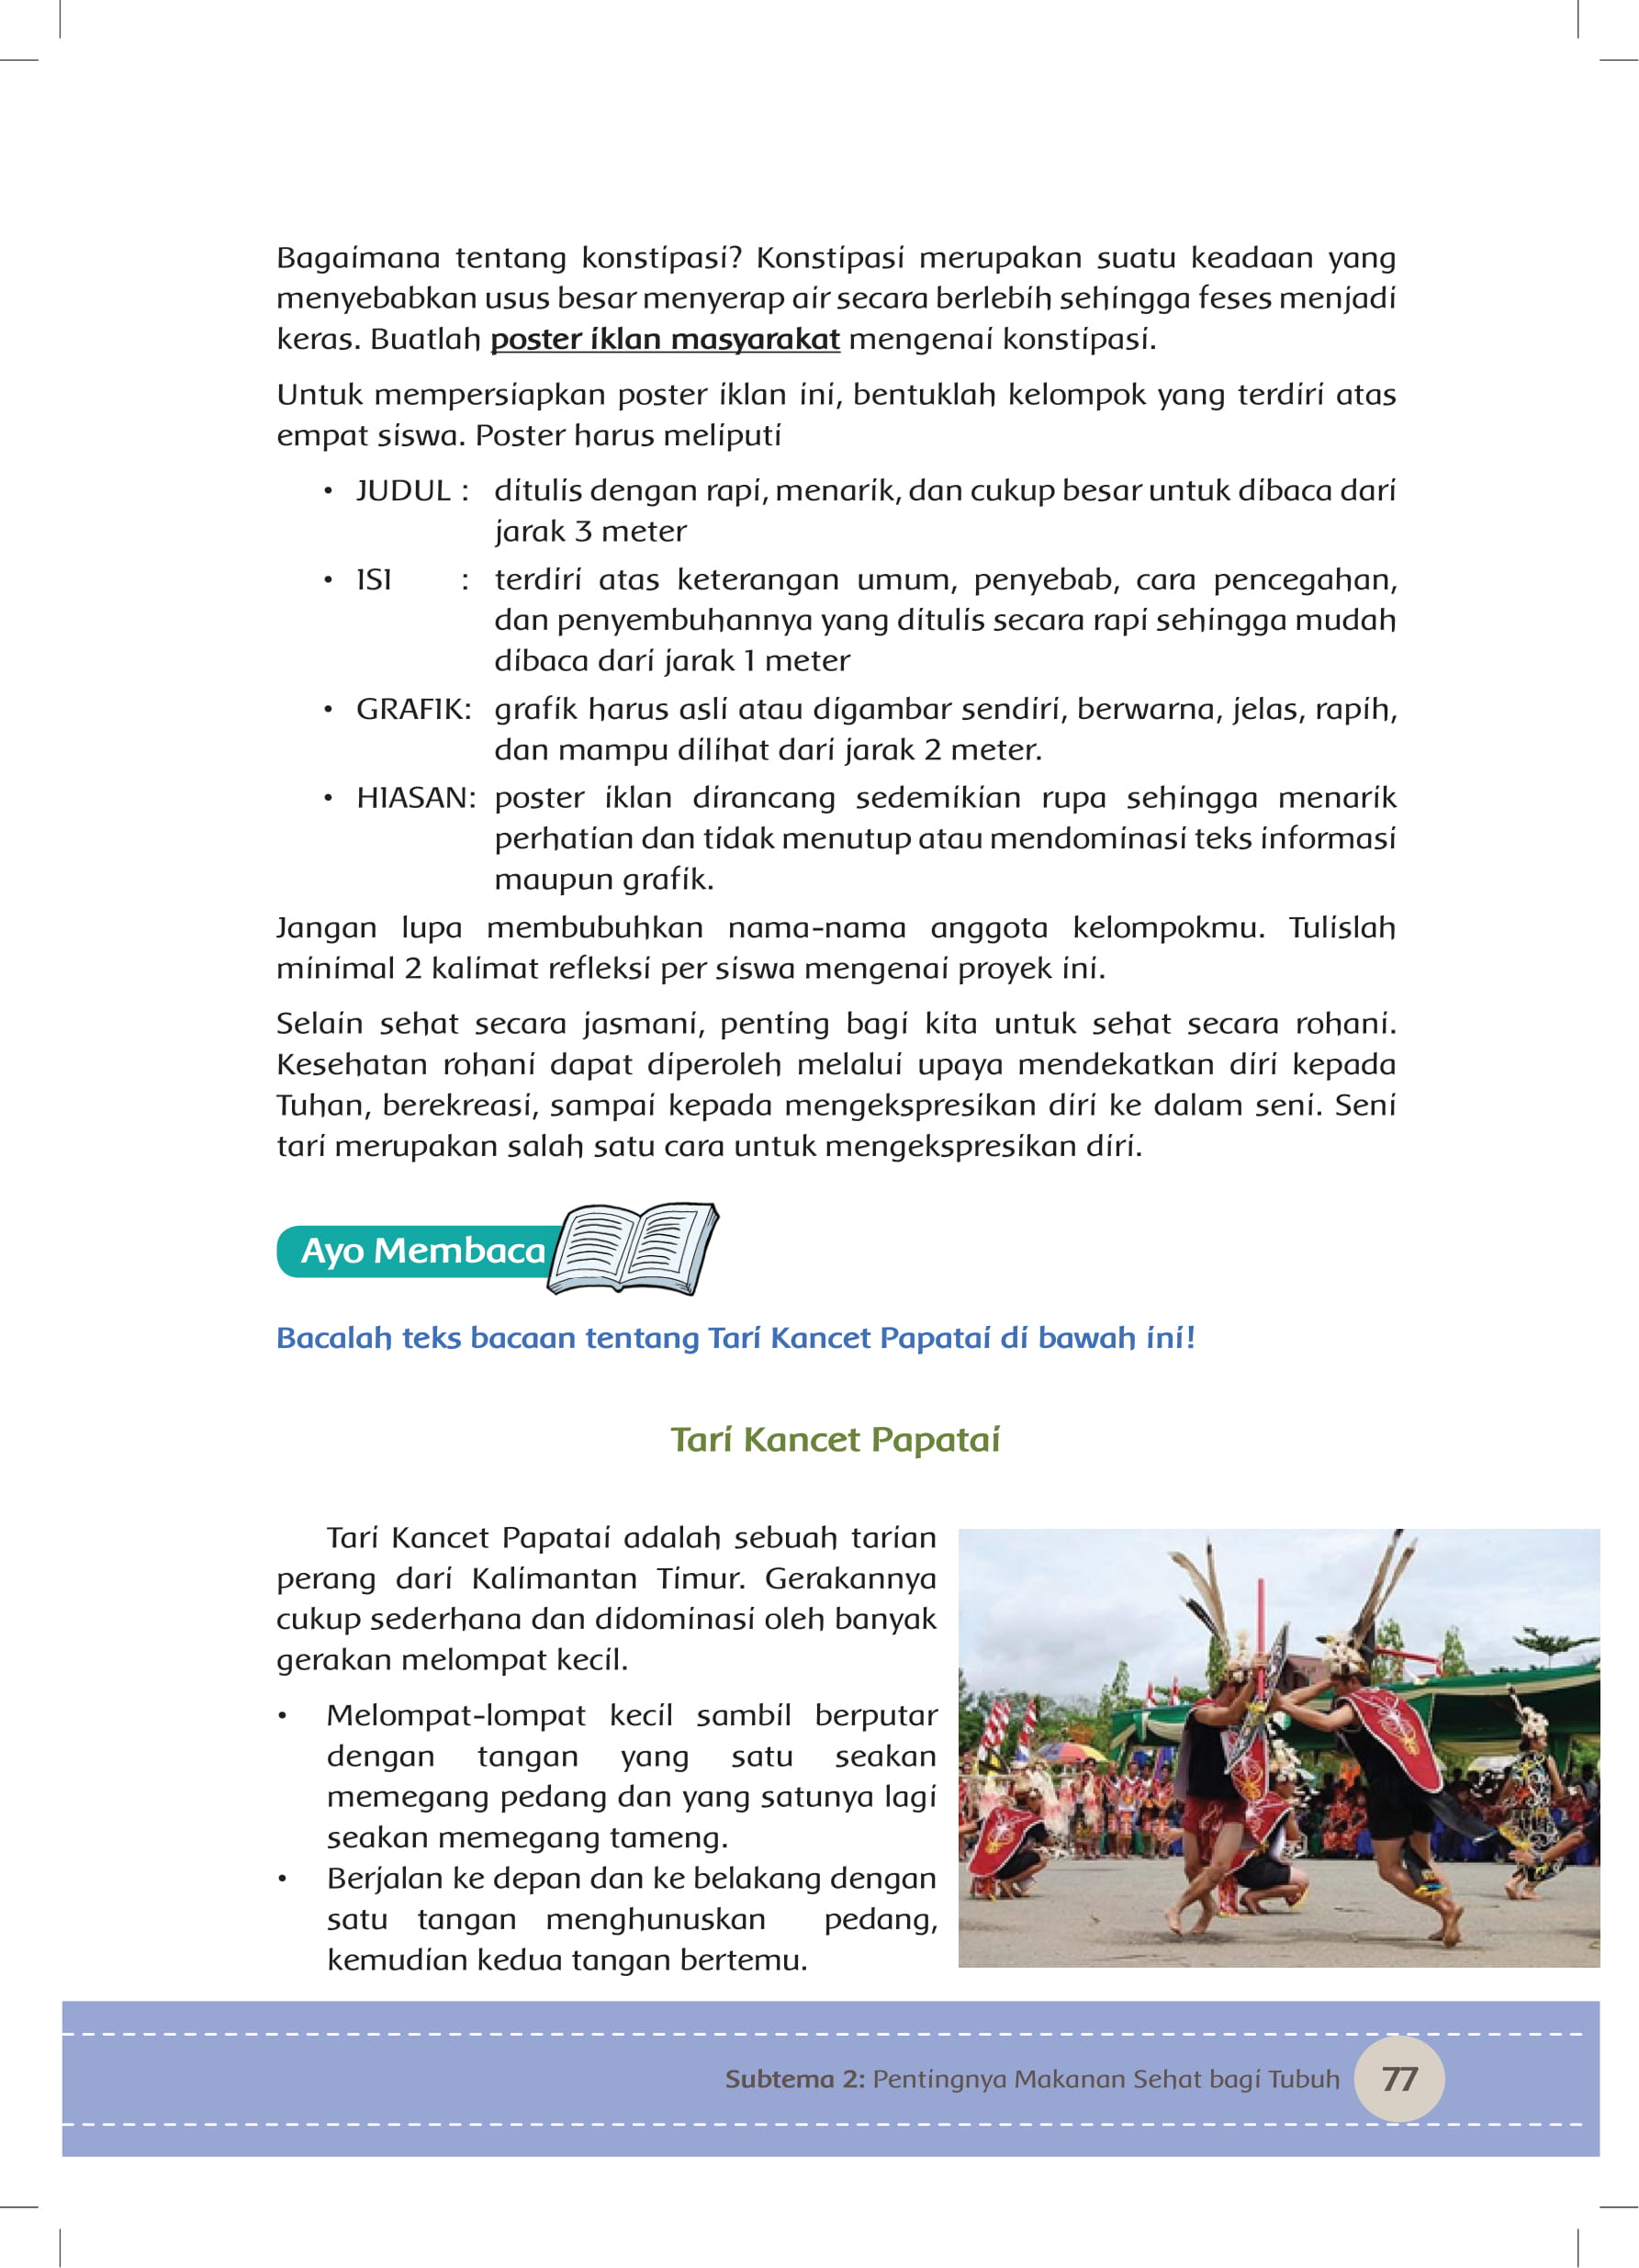 Bagaimana tentang konstipasi? Konstipasi merupakan suatu keadaan yang
menyebabkan usus besar menyerap air secara berlebih sehingga feses menjadi
keras. Buatlah poster iklan masyarakat mengenai konstipasi.
Untuk mempersiapkan poster iklan ini, bentuklah kelompok yang terdiri atas
empat siswa. Poster harus meliputi
• JUDUL : ditulis dengan rapi, menarik, dan cukup besar untuk dibaca dari
jarak 3 meter
• ISI : terdiri atas keterangan umum, penyebab, cara pencegahan,
dan penyembuhannya yang ditulis secara rapi sehingga mudah
dibaca dari jarak 1 meter
• GRAFIK: grafik harus asli atau digambar sendiri, berwarna, jelas, rapih,
dan mampu dilihat dari jarak 2 meter.
• HIASAN: poster iklan dirancang sedemikian rupa sehingga menarik
perhatian dan tidak menutup atau mendominasi teks informasi
maupun grafik.
Jangan lupa membubuhkan nama-nama anggota kelompokmu. Tulislah
minimal 2 kalimat refleksi per siswa mengenai proyek ini.
Selain sehat secara jasmani, penting bagi kita untuk sehat secara rohani.
Kesehatan rohani dapat diperoleh melalui upaya mendekatkan diri kepada
Tuhan, berekreasi, sampai kepada mengekspresikan diri ke dalam seni. Seni
tari merupakan salah satu cara untuk mengekspresikan diri.
Ayo Membaca
Bacalah teks bacaan tentang Tari Kancet Papatai di bawah ini!
Tari Kancet Papatai
Tari Kancet Papatai adalah sebuah tarian
perang dari Kalimantan Timur. Gerakannya
cukup sederhana dan didominasi oleh banyak
gerakan melompat kecil.
• Melompat-lompat kecil sambil berputar
dengan tangan yang satu seakan
memegang pedang dan yang satunya lagi
seakan memegang tameng.
• Berjalan ke depan dan ke belakang dengan
satu tangan menghunuskan pedang,
kemudian kedua tangan bertemu.
Subtema 2: Pentingnya Makanan Sehat bagi Tubuh 77